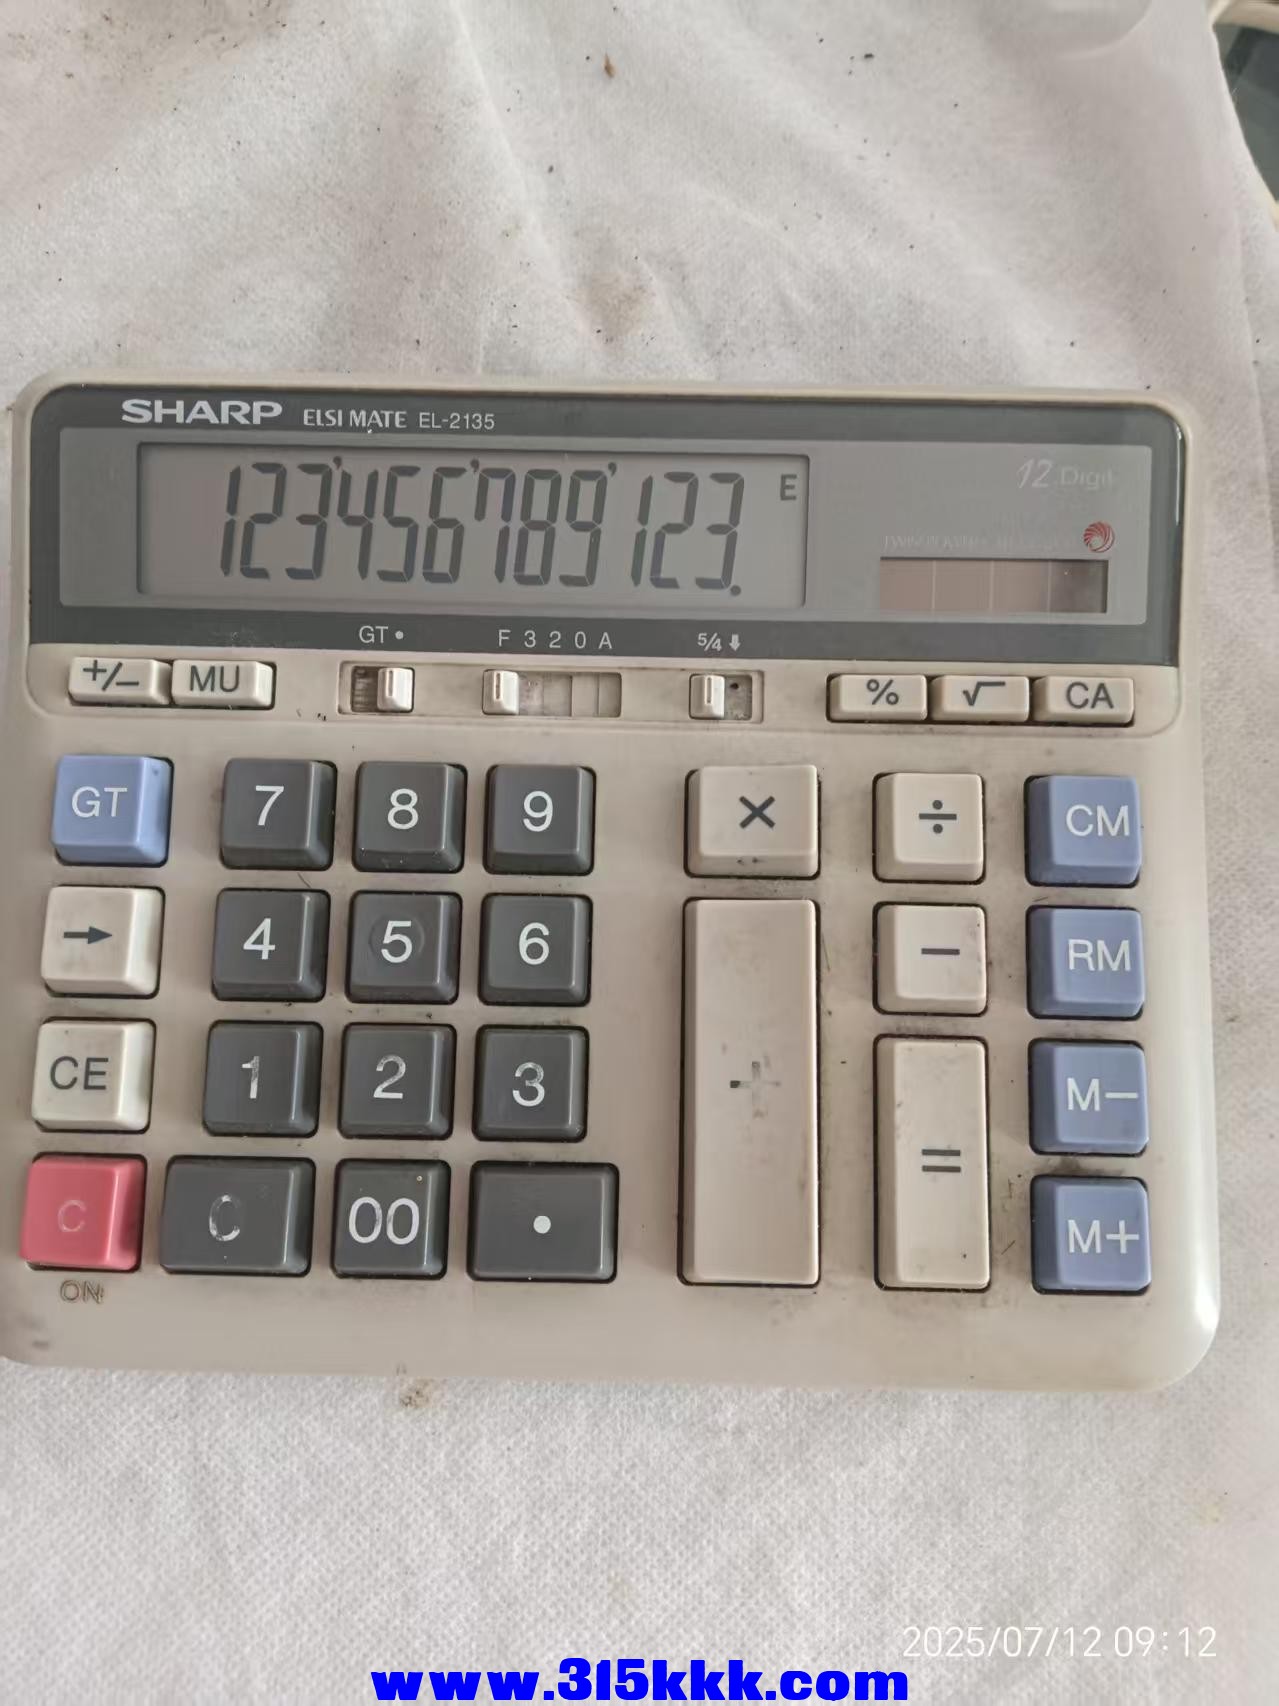 SHARP ELSI MATE EL-2135
123'456'789'123. E
12 Digit
GT • F 3 2 0 A 5/4 ⬇
+/− MU % √ CA
GT 7 8 9 × ÷ CM
→ 4 5 6 − RM
CE 1 2 3 + = M−
C 0 00 • M+
ON
2025/07/12 09:12
www.315kkk.com